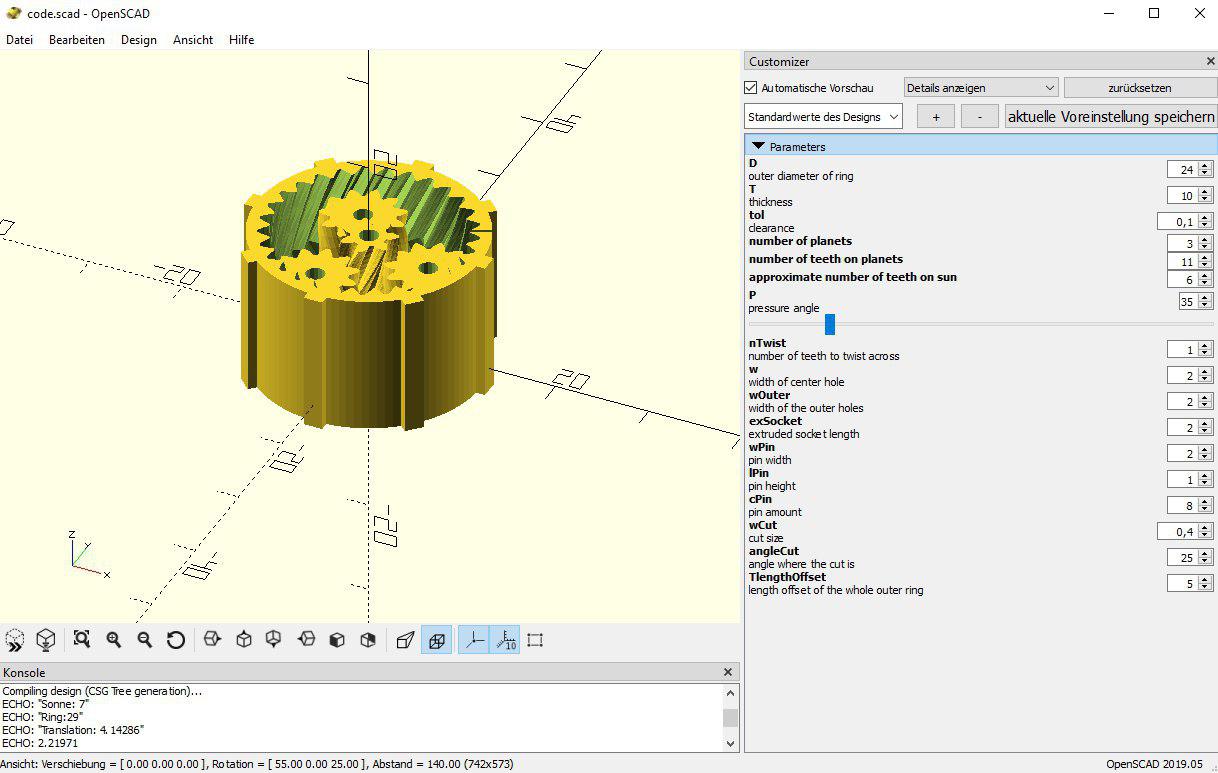 code.scad - OpenSCAD
Datei Bearbeiten Design Ansicht Hilfe
Customizer
Automatische Vorschau
Details anzeigen
zurücksetzen
Standardwerte des Designs
+
-
aktuelle Voreinstellung speichern
Parameters
D
outer diameter of ring
24
T
thickness
10
tol
clearance
0,1
number of planets
3
number of teeth on planets
11
approximate number of teeth on sun
6
P
pressure angle
35
nTwist
number of teeth to twist across
1
w
width of center hole
2
wOuter
width of the outer holes
2
exSocket
extruded socket length
2
wPin
pin width
2
lPin
pin height
1
cPin
pin amount
8
wCut
cut size
0,4
angleCut
angle where the cut is
25
TlengthOffset
length offset of the whole outer ring
5
20
-20
z
y
x
10
Konsole
Compiling design (CSG Tree generation)...
ECHO: "Sonne: 7"
ECHO: "Ring:29"
ECHO: "Translation: 4.14286"
ECHO: 2.21971
Ansicht: Verschiebung = [ 0.00 0.00 0.00 ], Rotation = [ 55.00 0.00 25.00 ], Abstand = 140.00 (742x573)
OpenSCAD 2019.05